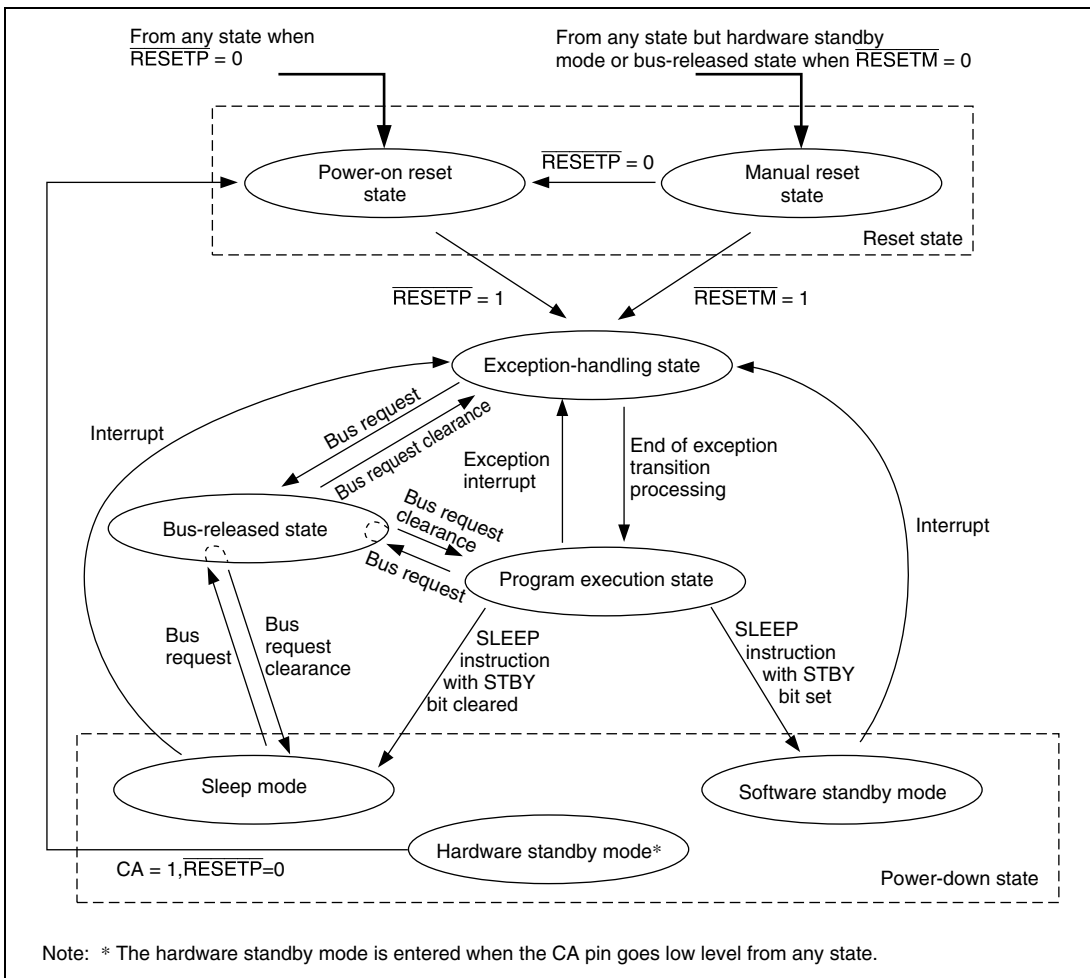 From any state when
RESETP = 0
From any state but hardware standby
mode or bus-released state when RESETM = 0
Power-on reset
state
RESETP = 0
Manual reset
state
Reset state
RESETP = 1
RESETM = 1
Exception-handling state
Interrupt
Bus request
Bus request clearance
Exception
interrupt
End of exception
transition
processing
Interrupt
Bus-released state
Bus request
clearance
Bus request
Program execution state
Bus
request
Bus
request
clearance
SLEEP
instruction
with STBY
bit cleared
SLEEP
instruction
with STBY
bit set
Sleep mode
Software standby mode
Hardware standby mode*
CA = 1,RESETP=0
Power-down state
Note: * The hardware standby mode is entered when the CA pin goes low level from any state.